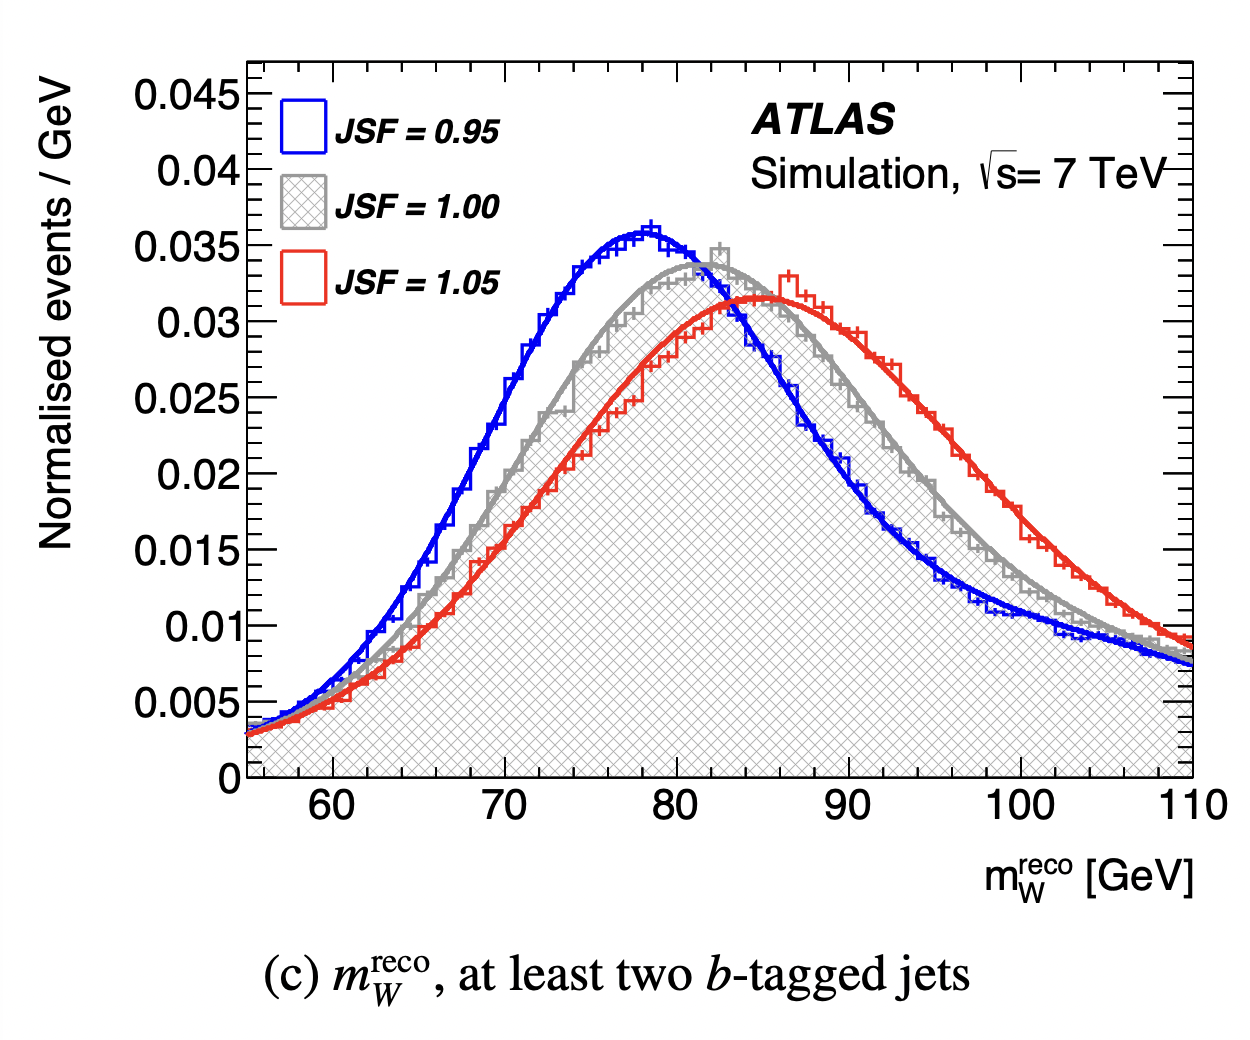 Normalised events / GeV
0.045
0.04
0.035
0.03
0.025
0.02
0.015
0.01
0.005
0
JSF = 0.95
JSF = 1.00
JSF = 1.05
ATLAS
Simulation, √s= 7 TeV
60 70 80 90 100 110
m_W^reco [GeV]
(c) m_W^reco, at least two b-tagged jets